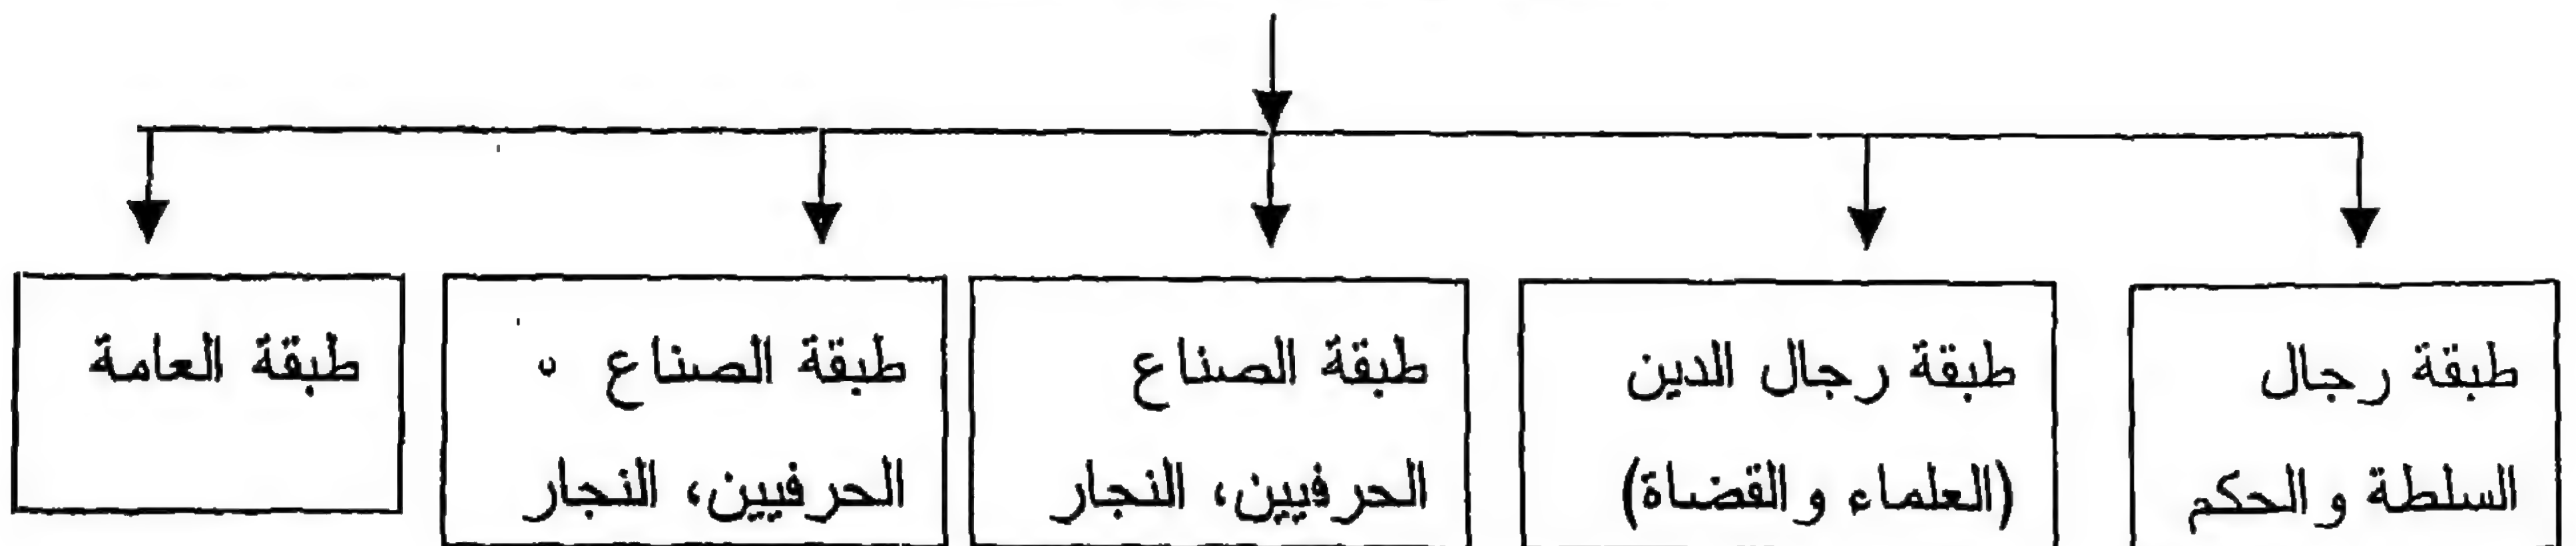 طبقة رجال
السلطة والحكم
طبقة رجال الدين
(العلماء والقضاة)
طبقة الصناع
الحرفيين، النجار
طبقة الصناع
الحرفيين، النجار
طبقة العامة